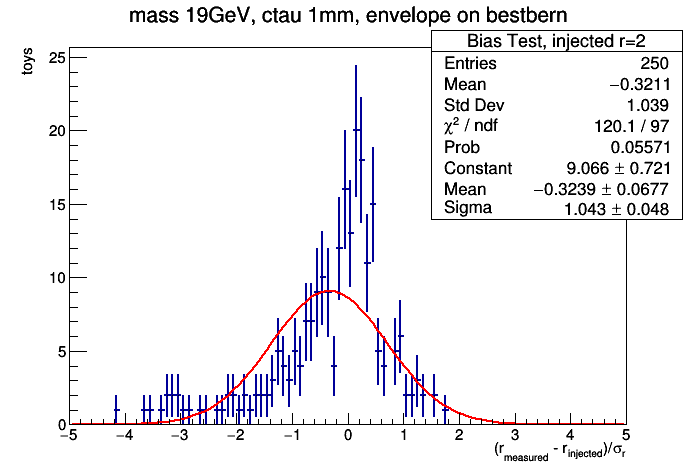 mass 19GeV, ctau 1mm, envelope on bestbern
Bias Test, injected r=2
Entries 250
Mean −0.3211
Std Dev 1.039
χ² / ndf 120.1 / 97
Prob 0.05571
Constant 9.066 ± 0.721
Mean −0.3239 ± 0.0677
Sigma 1.043 ± 0.048
toys
25
20
15
10
5
0
−5 −4 −3 −2 −1 0 1 2 3 4 5
(r_measured - r_injected)/σ_r